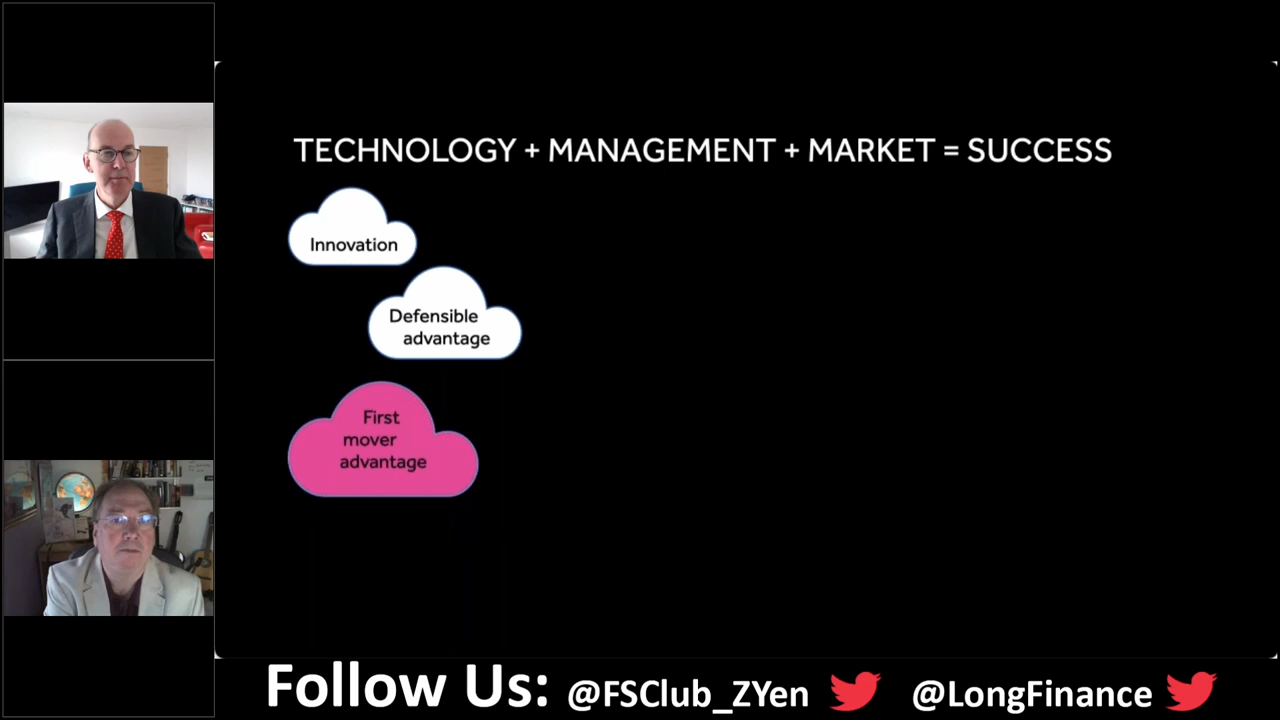 TECHNOLOGY + MANAGEMENT + MARKET = SUCCESS
Innovation
Defensible
advantage
First
mover
advantage
Follow Us: @FSClub_ZYen @LongFinance